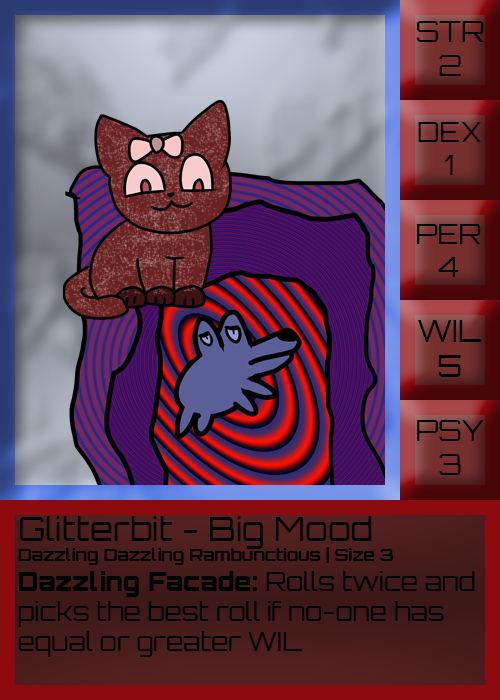 STR
2
DEX
1
PER
4
WIL
5
PSY
3
Glitterbit - Big Mood
Dazzling Dazzling Rambunctious | Size 3
Dazzling Facade: Rolls twice and
picks the best roll if no-one has
equal or greater WIL